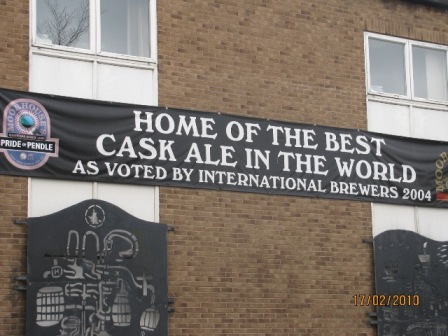 HOME OF THE BEST
CASK ALE IN THE WORLD
AS VOTED BY INTERNATIONAL BREWERS 2004
MOORHOUSE'S
PRIDE OF PENDLE
17/02/2010